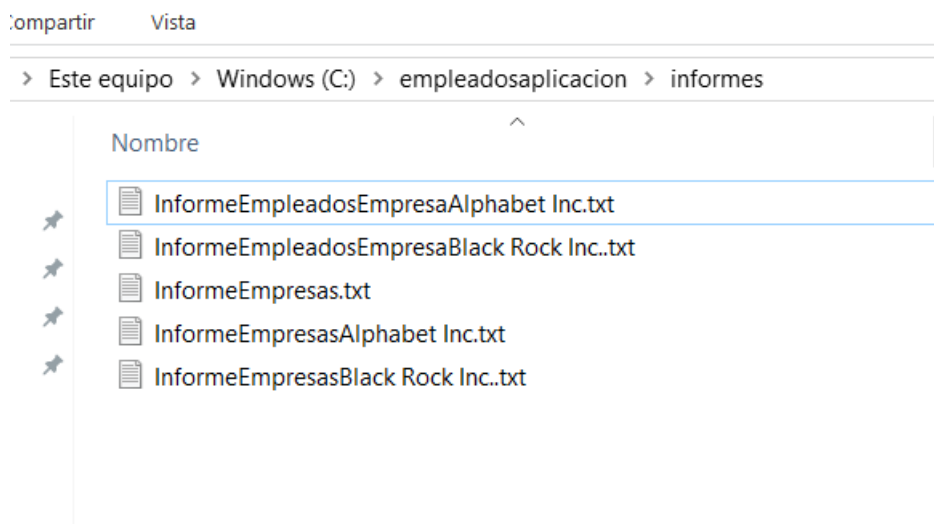 Compartir Vista
> Este equipo > Windows (C:) > empleadosaplicacion > informes
Nombre
InformeEmpleadosEmpresaAlphabet Inc.txt
InformeEmpleadosEmpresaBlack Rock Inc..txt
InformeEmpresas.txt
InformeEmpresasAlphabet Inc.txt
InformeEmpresasBlack Rock Inc..txt